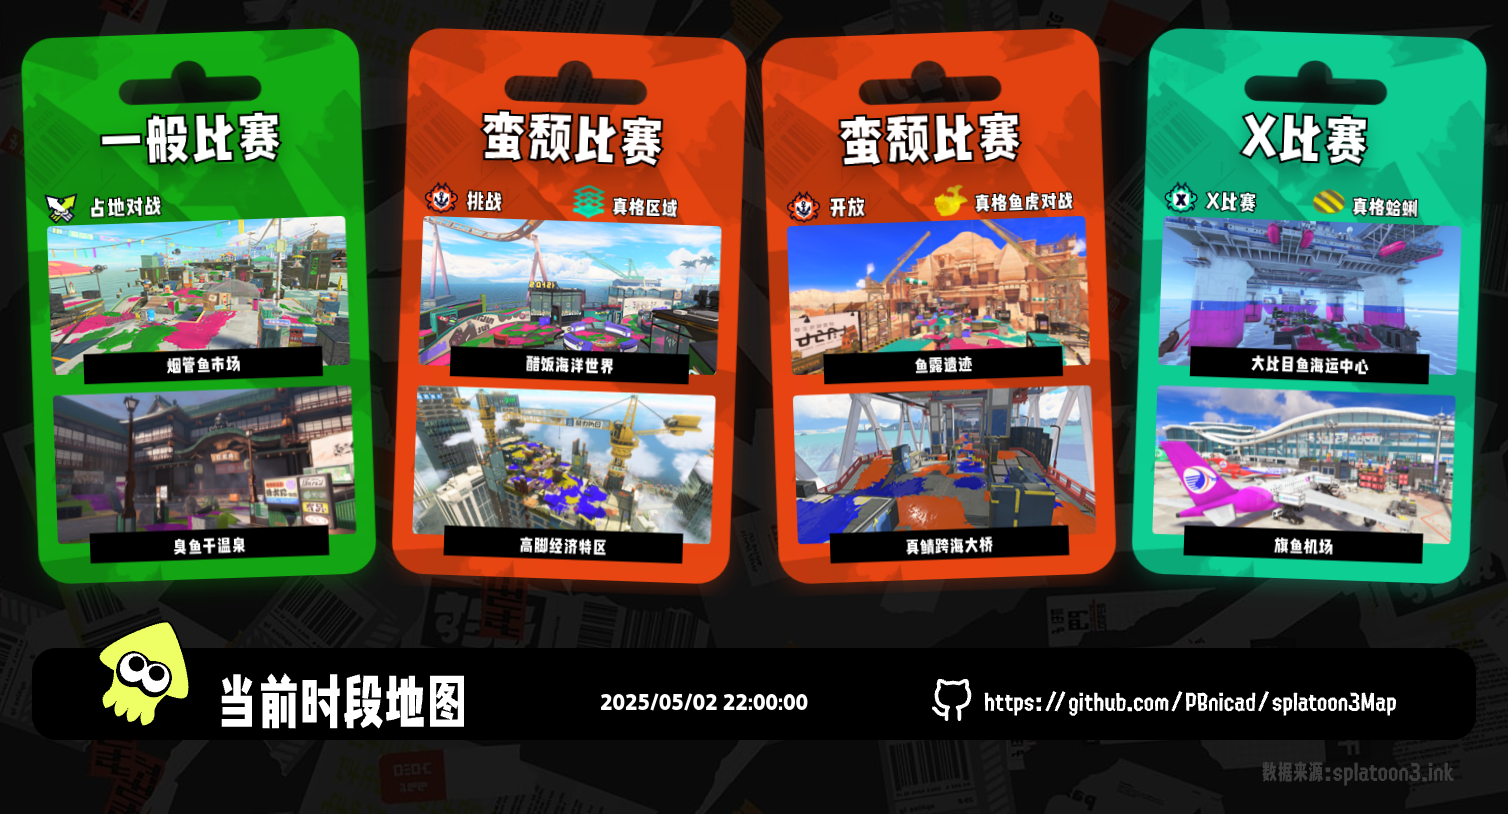 一般比赛
占地对战
烟管鱼市场
臭鱼干温泉
蛮颓比赛
挑战
真格区域
醋饭海洋世界
高脚经济特区
蛮颓比赛
开放
真格鱼虎对战
鱼露遗迹
真鲭跨海大桥
X比赛
X比赛
真格蛤蜊
大比目鱼海运中心
旗鱼机场
当前时段地图
2025/05/02 22:00:00
https://github.com/PBnicad/splatoon3Map
数据来源:splatoon3.ink